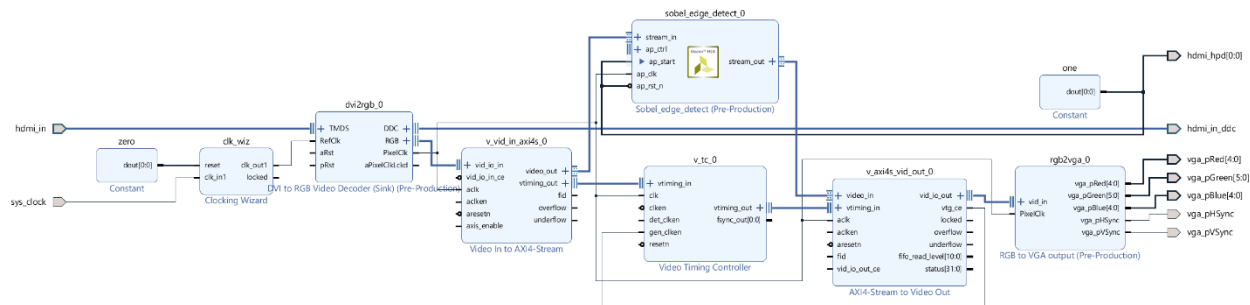 sobel_edge_detect_0
stream_in
ap_ctrl
ap_start
ap_clk
ap_rst_n
stream_out
Sobel_edge_detect (Pre-Production)
one
dout[0:0]
Constant
hdmi_hpd[0:0]
hdmi_in_ddc
hdmi_in
sys_clock
zero
dout[0:0]
Constant
clk_wiz
reset
clk_in1
clk_out1
locked
Clocking Wizard
dvi2rgb_0
TMDS
RefClk
aRst
pRst
DDC
RGB
PixelClk
aPixelClkLckd
DVI to RGB Video Decoder (Sink) (Pre-Production)
v_vid_in_axi4s_0
vid_io_in
vid_io_in_ce
aclk
aclken
aresetn
axis_enable
video_out
vtiming_out
fid
overflow
underflow
Video In to AXI4-Stream
v_tc_0
vtiming_in
clk
clken
det_clken
gen_clken
resetn
vtiming_out
fsync_out[0:0]
Video Timing Controller
v_axi4s_vid_out_0
video_in
vtiming_in
aclk
aclken
aresetn
fid
vid_io_out_ce
vid_io_out
vtg_ce
locked
overflow
underflow
fifo_read_level[10:0]
status[31:0]
AXI4-Stream to Video Out
rgb2vga_0
vid_in
PixelClk
vga_pRed[4:0]
vga_pGreen[5:0]
vga_pBlue[4:0]
vga_pHSync
vga_pVSync
RGB to VGA output (Pre-Production)
vga_pRed[4:0]
vga_pGreen[5:0]
vga_pBlue[4:0]
vga_pHSync
vga_pVSync